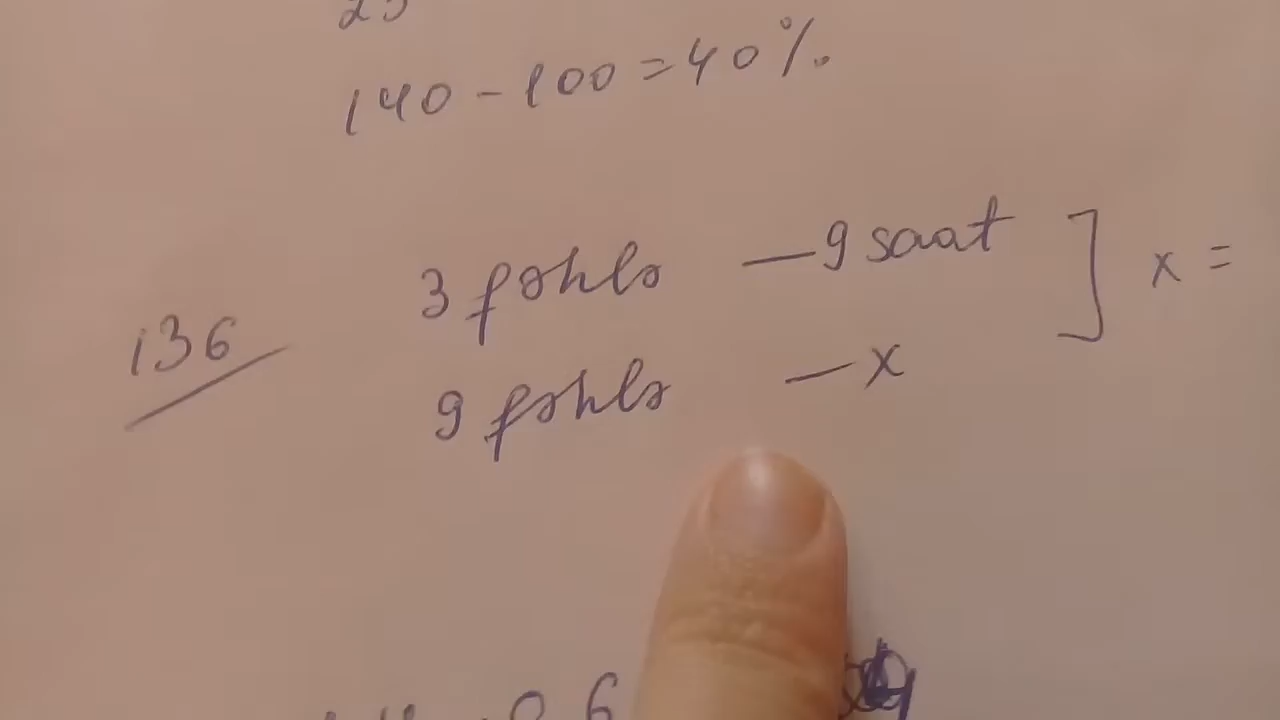 140 - 100 = 40%.
136 3 fəhlə — 9 saat ] x =
9 fəhlə — x